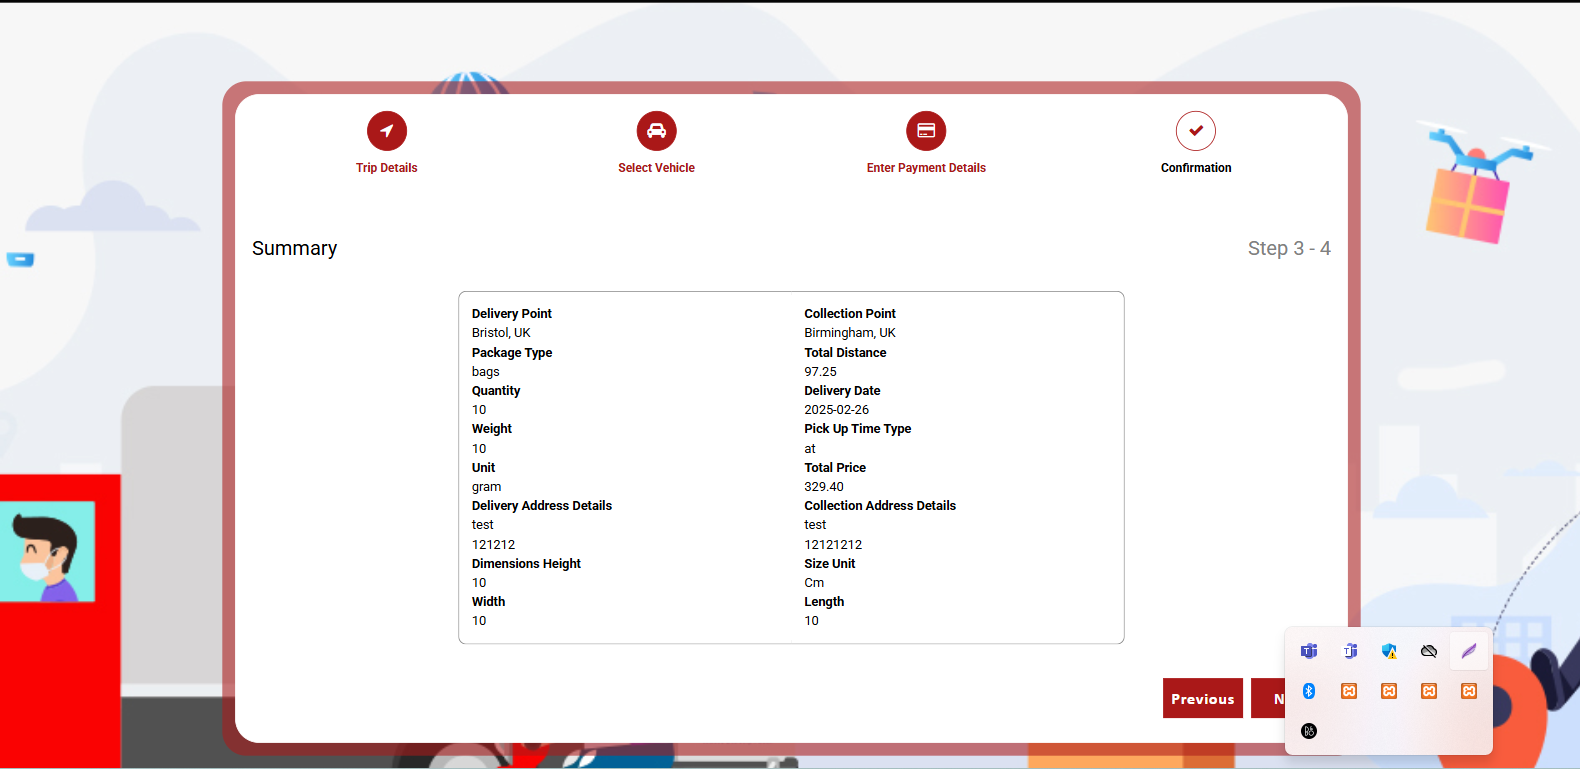 Trip Details
Select Vehicle
Enter Payment Details
Confirmation
Summary
Step 3 - 4
Delivery Point
Collection Point
Bristol, UK
Birmingham, UK
Package Type
Total Distance
bags
97.25
Quantity
Delivery Date
10
2025-02-26
Weight
Pick Up Time Type
10
at
Unit
Total Price
gram
329.40
Delivery Address Details
Collection Address Details
test
test
121212
12121212
Dimensions Height
Size Unit
10
Cm
Width
Length
10
10
Previous
N